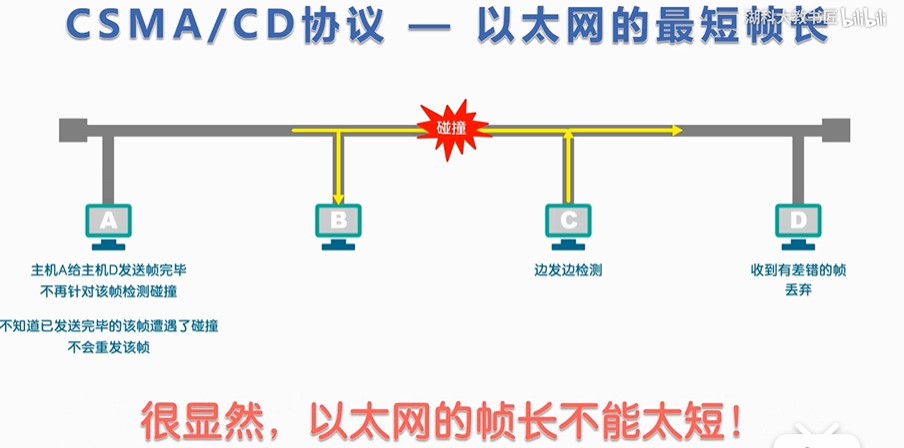 CSMA/CD协议 — 以太网的最短帧长
湖科大教书匠 bilibili
碰撞
A
B
C
D
主机A给主机D发送帧完毕
不再针对该帧检测碰撞
不知道已发送完毕的该帧遭遇了碰撞
不会重发该帧
边发边检测
收到有差错的帧
丢弃
很显然，以太网的帧长不能太短！